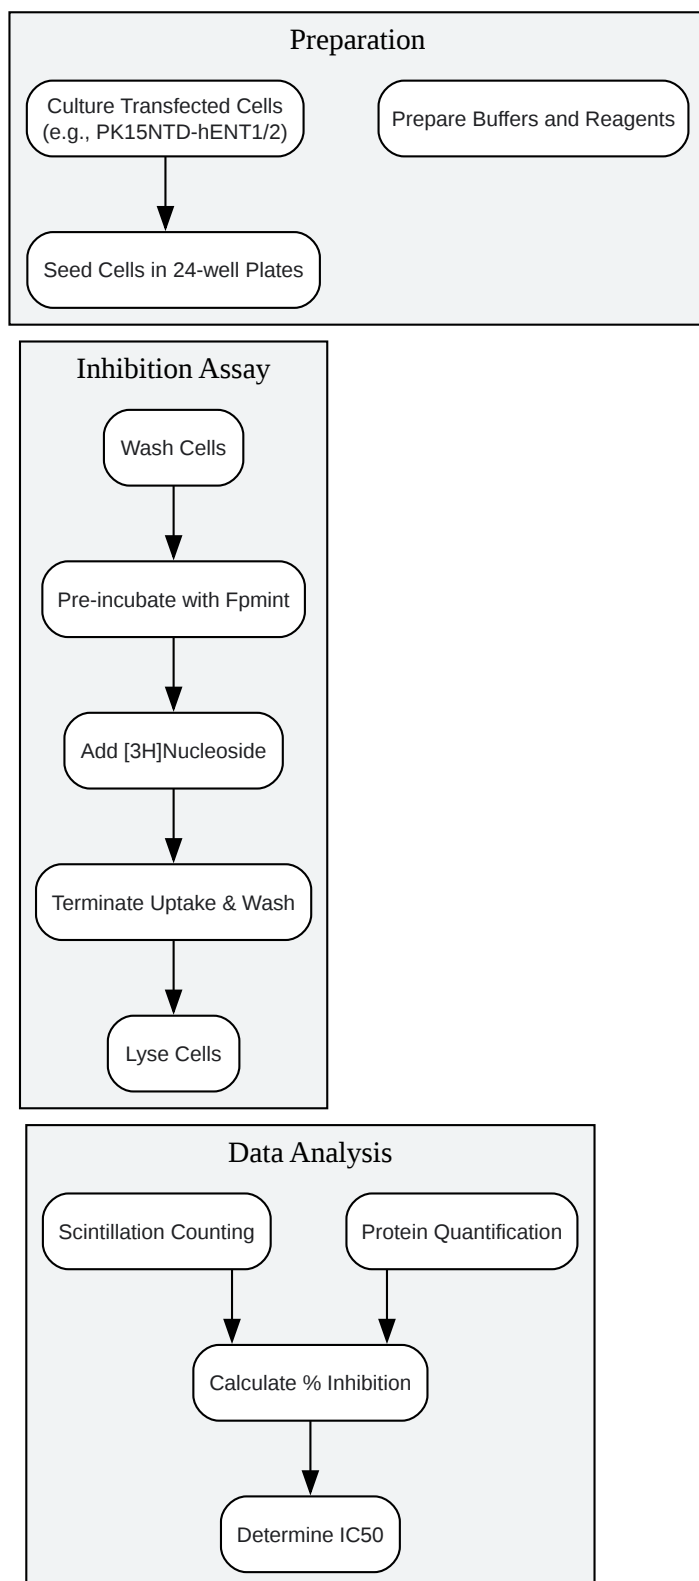 Preparation
Culture Transfected Cells
(e.g., PK15NTD-hENT1/2)
Prepare Buffers and Reagents
Seed Cells in 24-well Plates
Inhibition Assay
Wash Cells
Pre-incubate with Fpmint
Add [3H]Nucleoside
Terminate Uptake & Wash
Lyse Cells
Data Analysis
Scintillation Counting
Protein Quantification
Calculate % Inhibition
Determine IC50